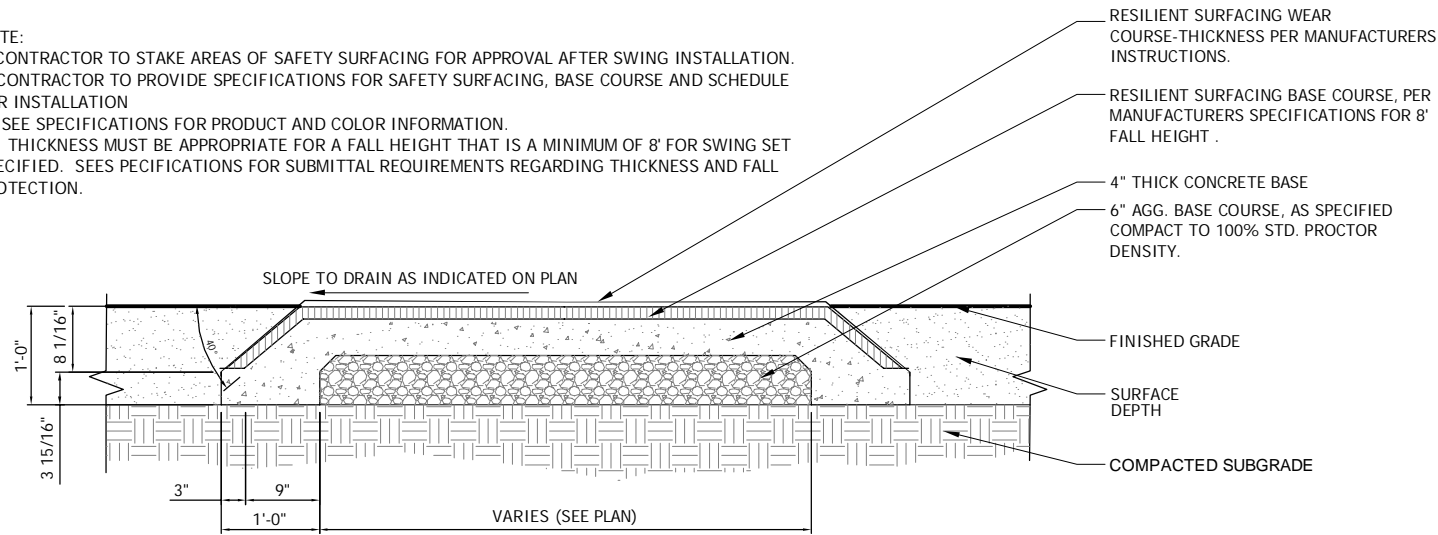 TE:
CONTRACTOR TO STAKE AREAS OF SAFETY SURFACING FOR APPROVAL AFTER SWING INSTALLATION.
CONTRACTOR TO PROVIDE SPECIFICATIONS FOR SAFETY SURFACING, BASE COURSE AND SCHEDULE
R INSTALLATION
SEE SPECIFICATIONS FOR PRODUCT AND COLOR INFORMATION.
THICKNESS MUST BE APPROPRIATE FOR A FALL HEIGHT THAT IS A MINIMUM OF 8' FOR SWING SET
ECIFIED. SEES PECIFICATIONS FOR SUBMITTAL REQUIREMENTS REGARDING THICKNESS AND FALL
OTECTION.
RESILIENT SURFACING WEAR
COURSE-THICKNESS PER MANUFACTURERS
INSTRUCTIONS.
RESILIENT SURFACING BASE COURSE, PER
MANUFACTURERS SPECIFICATIONS FOR 8'
FALL HEIGHT .
4" THICK CONCRETE BASE
6" AGG. BASE COURSE, AS SPECIFIED
COMPACT TO 100% STD. PROCTOR
DENSITY.
SLOPE TO DRAIN AS INDICATED ON PLAN
1'-0"
8 1/16"
40°
3 15/16"
FINISHED GRADE
SURFACE
DEPTH
COMPACTED SUBGRADE
3"
9"
1'-0"
VARIES (SEE PLAN)